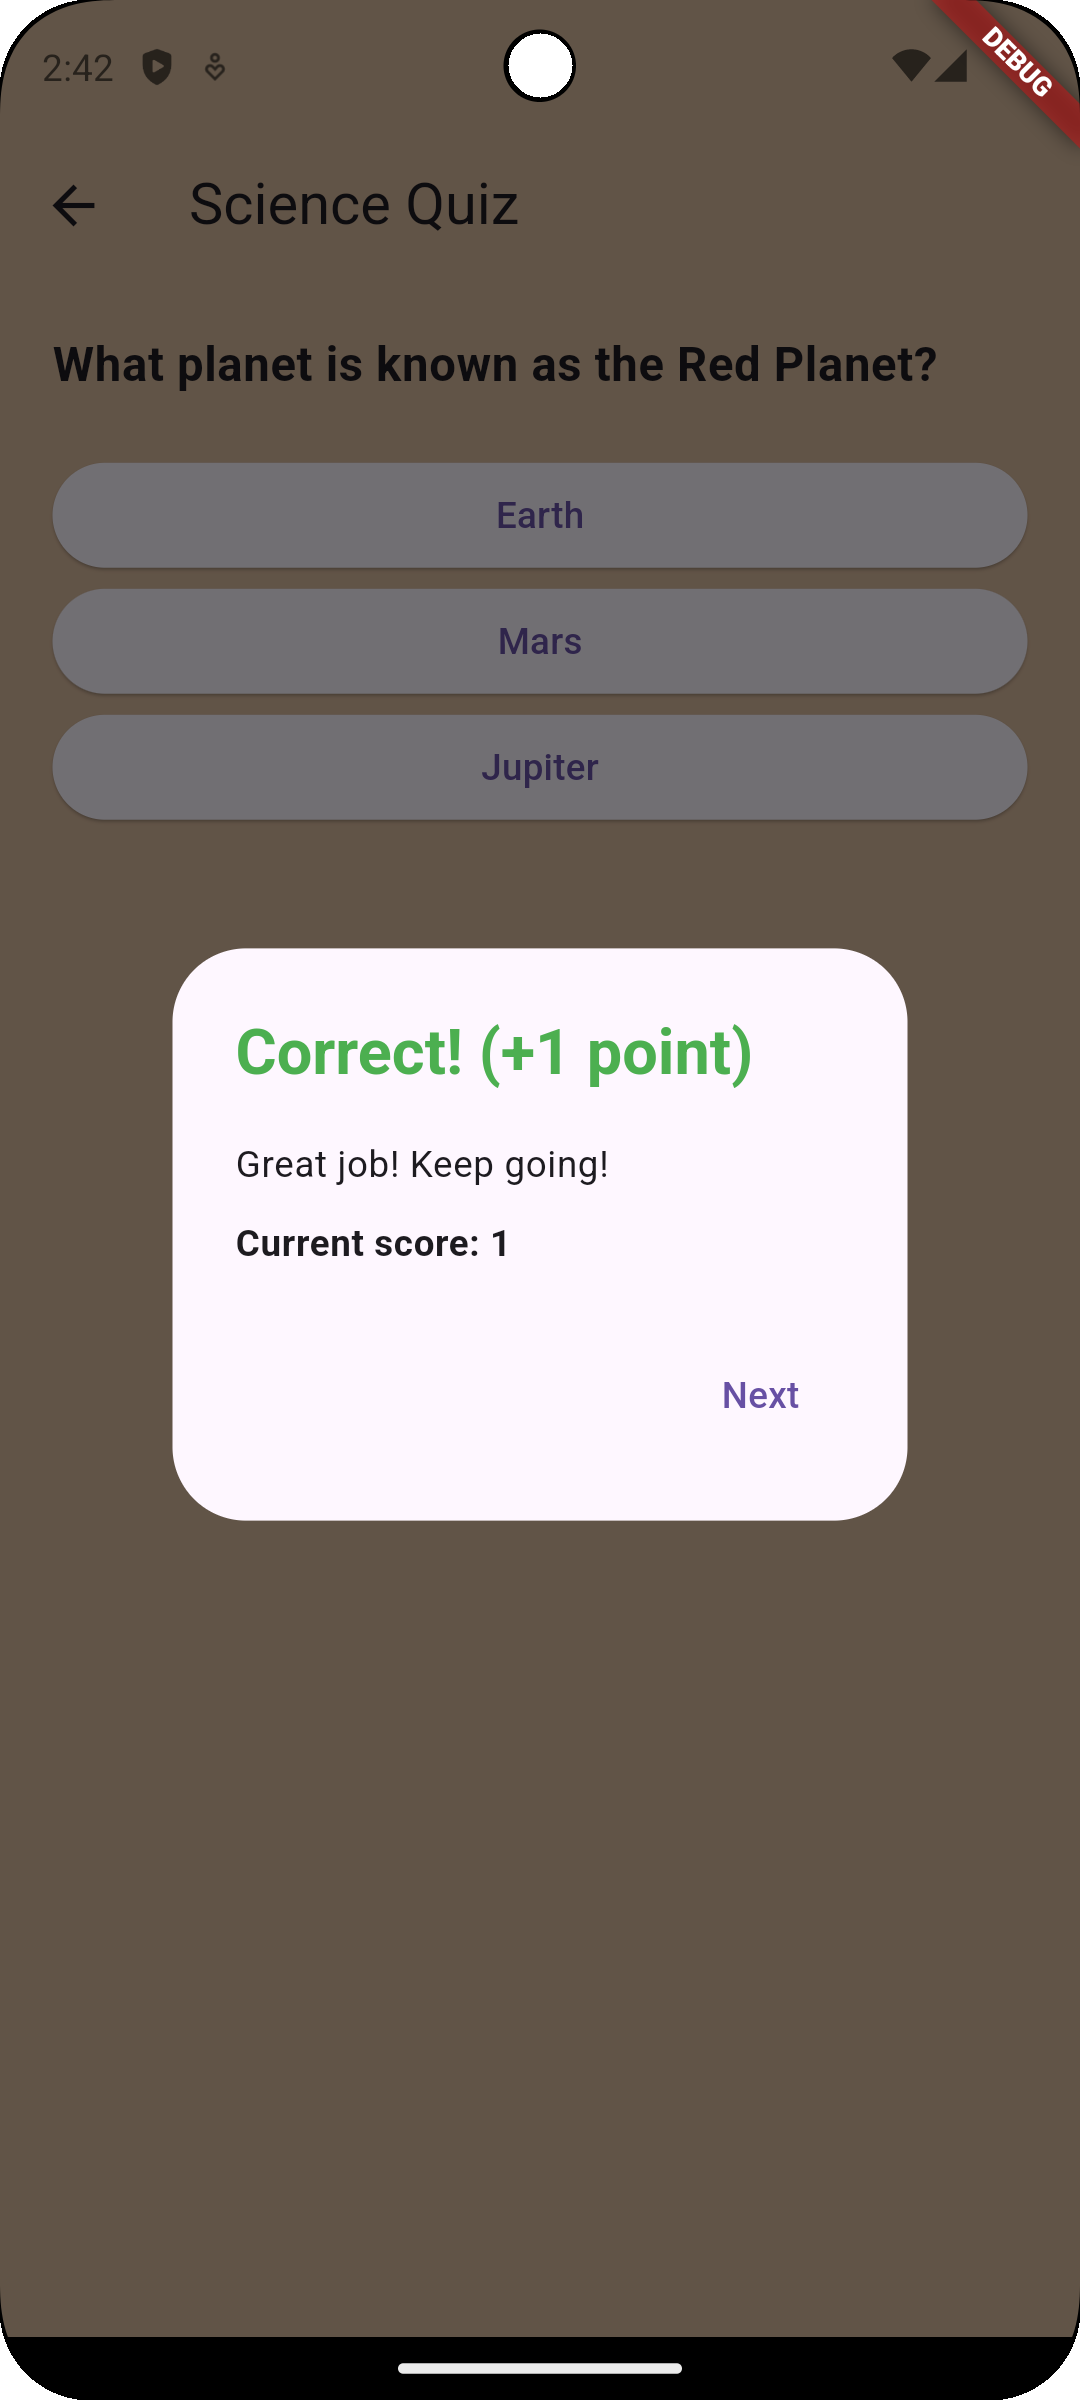 2:42
DEBUG
Science Quiz
What planet is known as the Red Planet?
Earth
Mars
Jupiter
Correct! (+1 point)
Great job! Keep going!
Current score: 1
Next